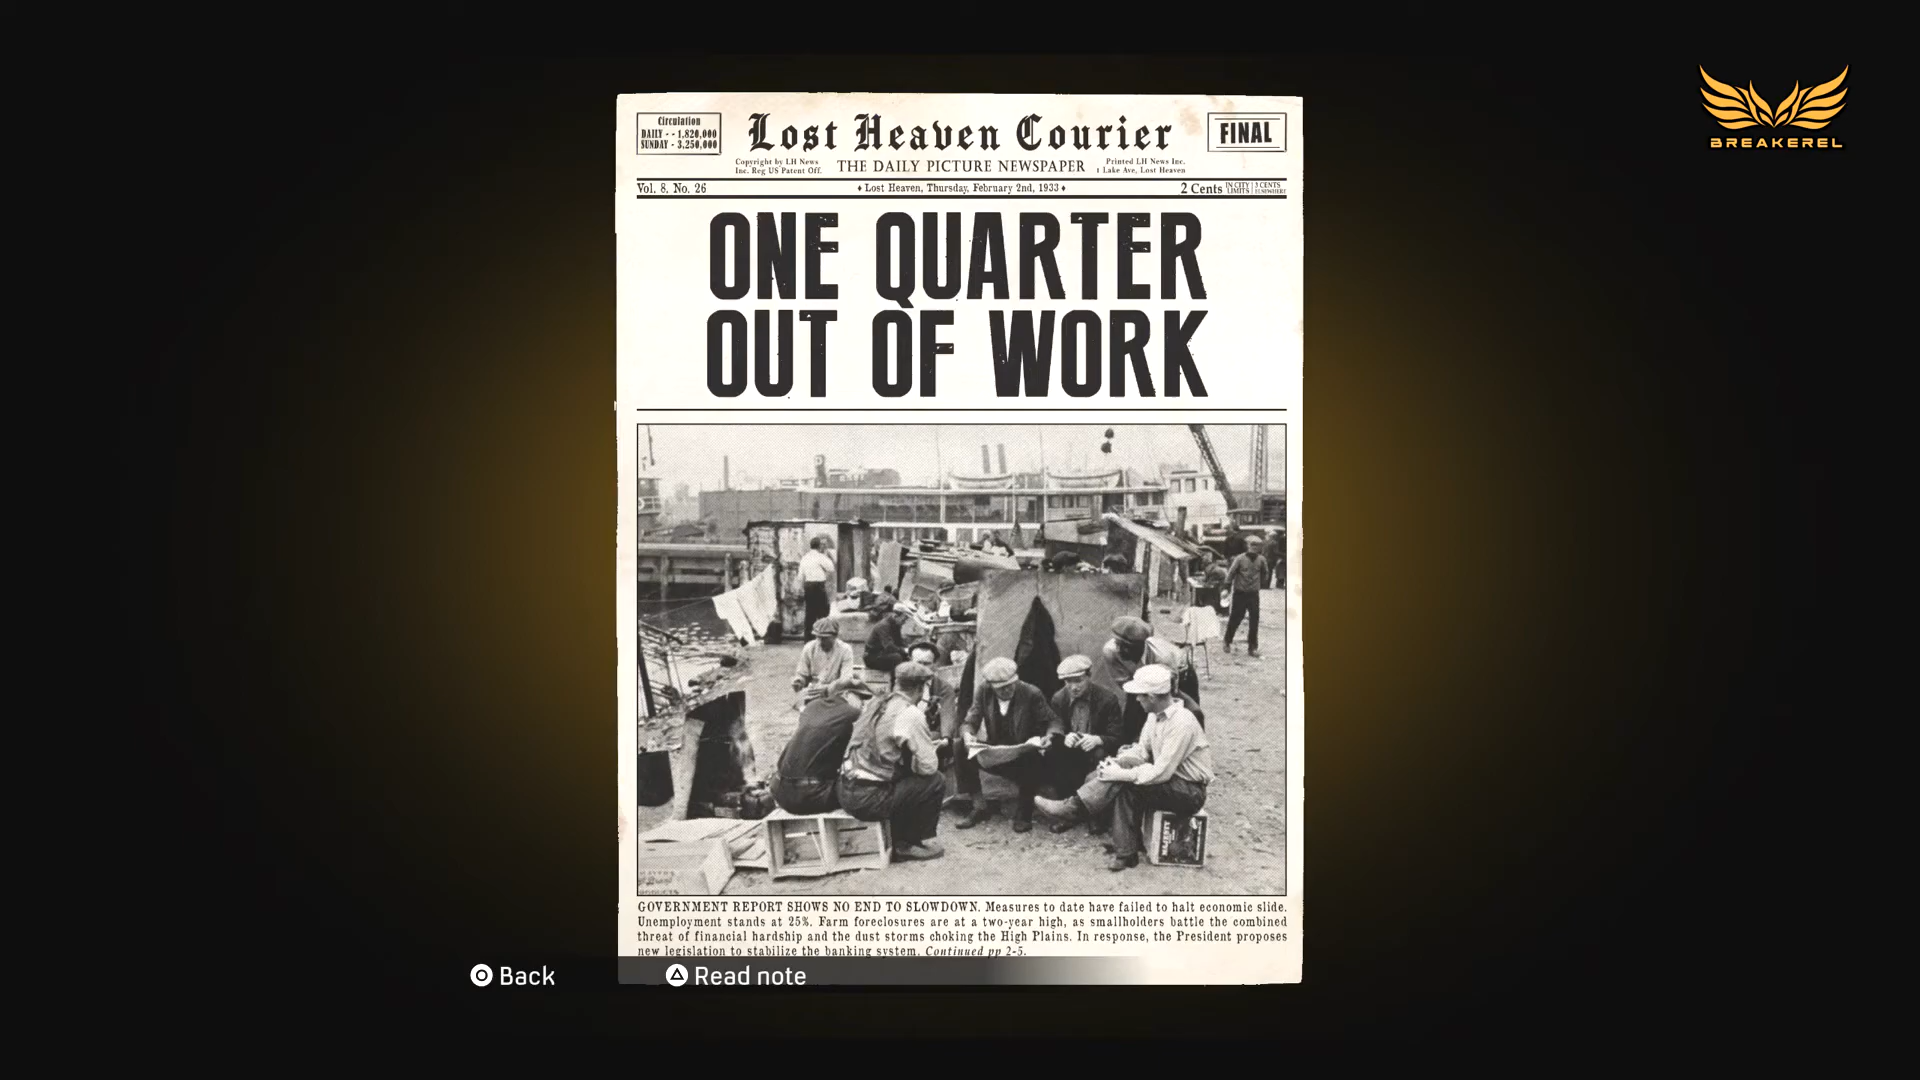 BREAKEREL
Circulation
DAILY - - 1,820,000
SUNDAY - 3,250,000
Lost Heaven Courier
FINAL
Copyright by LH News
Inc. Reg US Patent Off.
THE DAILY PICTURE NEWSPAPER
Printed LH News Inc.
1 Lake Ave, Lost Heaven
Vol. 8. No. 26
♦ Lost Heaven, Thursday, February 2nd, 1933 ♦
2 Cents IN CITY LIMITS | 3 CENTS ELSEWHERE
ONE QUARTER
OUT OF WORK
GOVERNMENT REPORT SHOWS NO END TO SLOWDOWN. Measures to date have failed to halt economic slide.
Unemployment stands at 25%. Farm foreclosures are at a two-year high, as smallholders battle the combined
threat of financial hardship and the dust storms choking the High Plains. In response, the President proposes
new legislation to stabilize the banking system. Continued pp 2-5.
Back
Read note